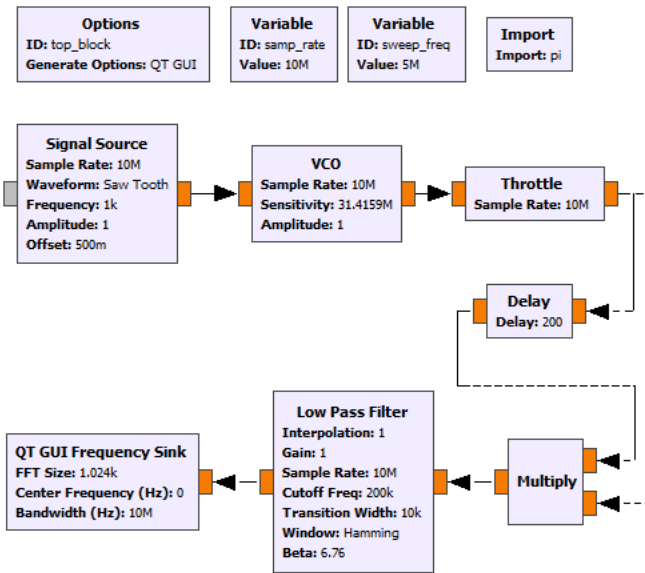 Options
ID: top_block
Generate Options: QT GUI
Variable
ID: samp_rate
Value: 10M
Variable
ID: sweep_freq
Value: 5M
Import
Import: pi
Signal Source
Sample Rate: 10M
Waveform: Saw Tooth
Frequency: 1k
Amplitude: 1
Offset: 500m
VCO
Sample Rate: 10M
Sensitivity: 31.4159M
Amplitude: 1
Throttle
Sample Rate: 10M
Delay
Delay: 200
QT GUI Frequency Sink
FFT Size: 1.024k
Center Frequency (Hz): 0
Bandwidth (Hz): 10M
Low Pass Filter
Interpolation: 1
Gain: 1
Sample Rate: 10M
Cutoff Freq: 200k
Transition Width: 10k
Window: Hamming
Beta: 6.76
Multiply